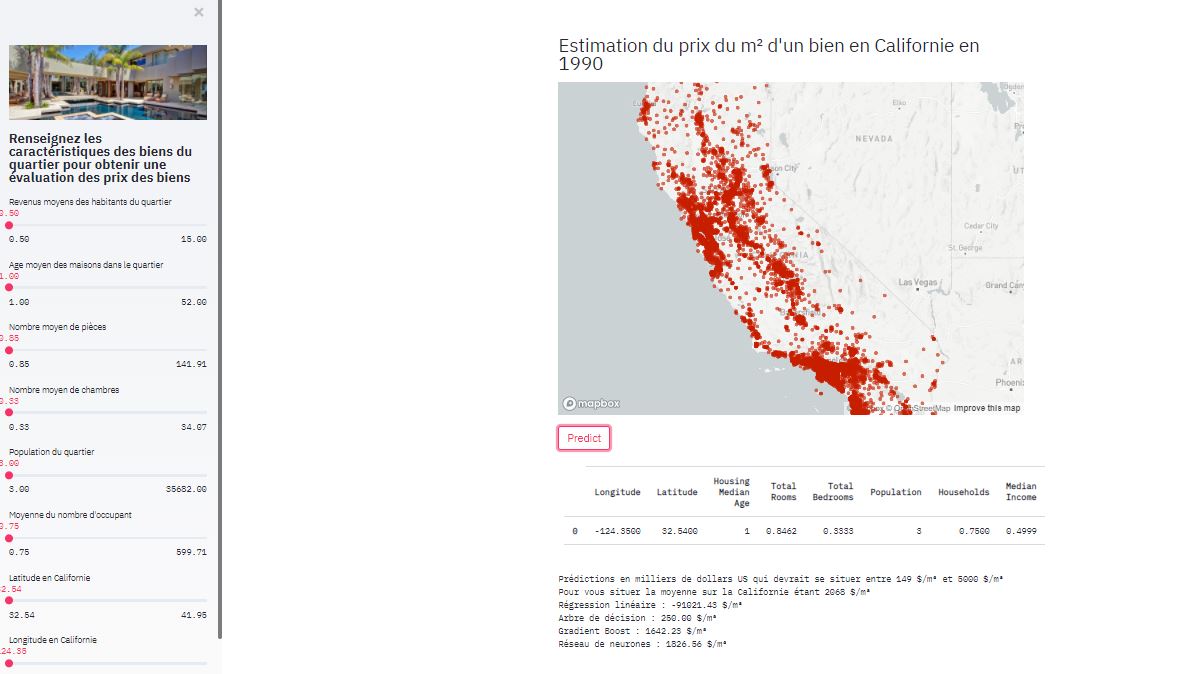 ×
Renseignez les
caractéristiques des biens du
quartier pour obtenir une
évaluation des prix des biens
Revenus moyens des habitants du quartier
0.50
0.50 15.00
Age moyen des maisons dans le quartier
1.00
1.00 52.00
Nombre moyen de pièces
0.85
0.85 141.91
Nombre moyen de chambres
0.33
0.33 34.07
Population du quartier
3.00
3.00 35682.00
Moyenne du nombre d'occupant
0.75
0.75 599.71
Latitude en Californie
2.54
32.54 41.95
Longitude en Californie
24.35
Estimation du prix du m² d'un bien en Californie en
1990
Elko
Ogden
NEVADA
son City
UT
Cedar City
St. George
Las Vegas
Grand Can
AR
Phoenix
mapbox
OpenStreetMap Improve this map
Predict
Longitude Latitude Housing Median Age Total Rooms Total Bedrooms Population Households Median Income
0 -124.3500 32.5400 1 0.8462 0.3333 3 0.7500 0.4999
Prédictions en milliers de dollars US qui devrait se situer entre 149 $/m² et 5000 $/m²
Pour vous situer la moyenne sur la Californie étant 2068 $/m²
Régression linéaire : -91021.43 $/m²
Arbre de décision : 250.00 $/m²
Gradient Boost : 1642.23 $/m²
Réseau de neurones : 1826.56 $/m²